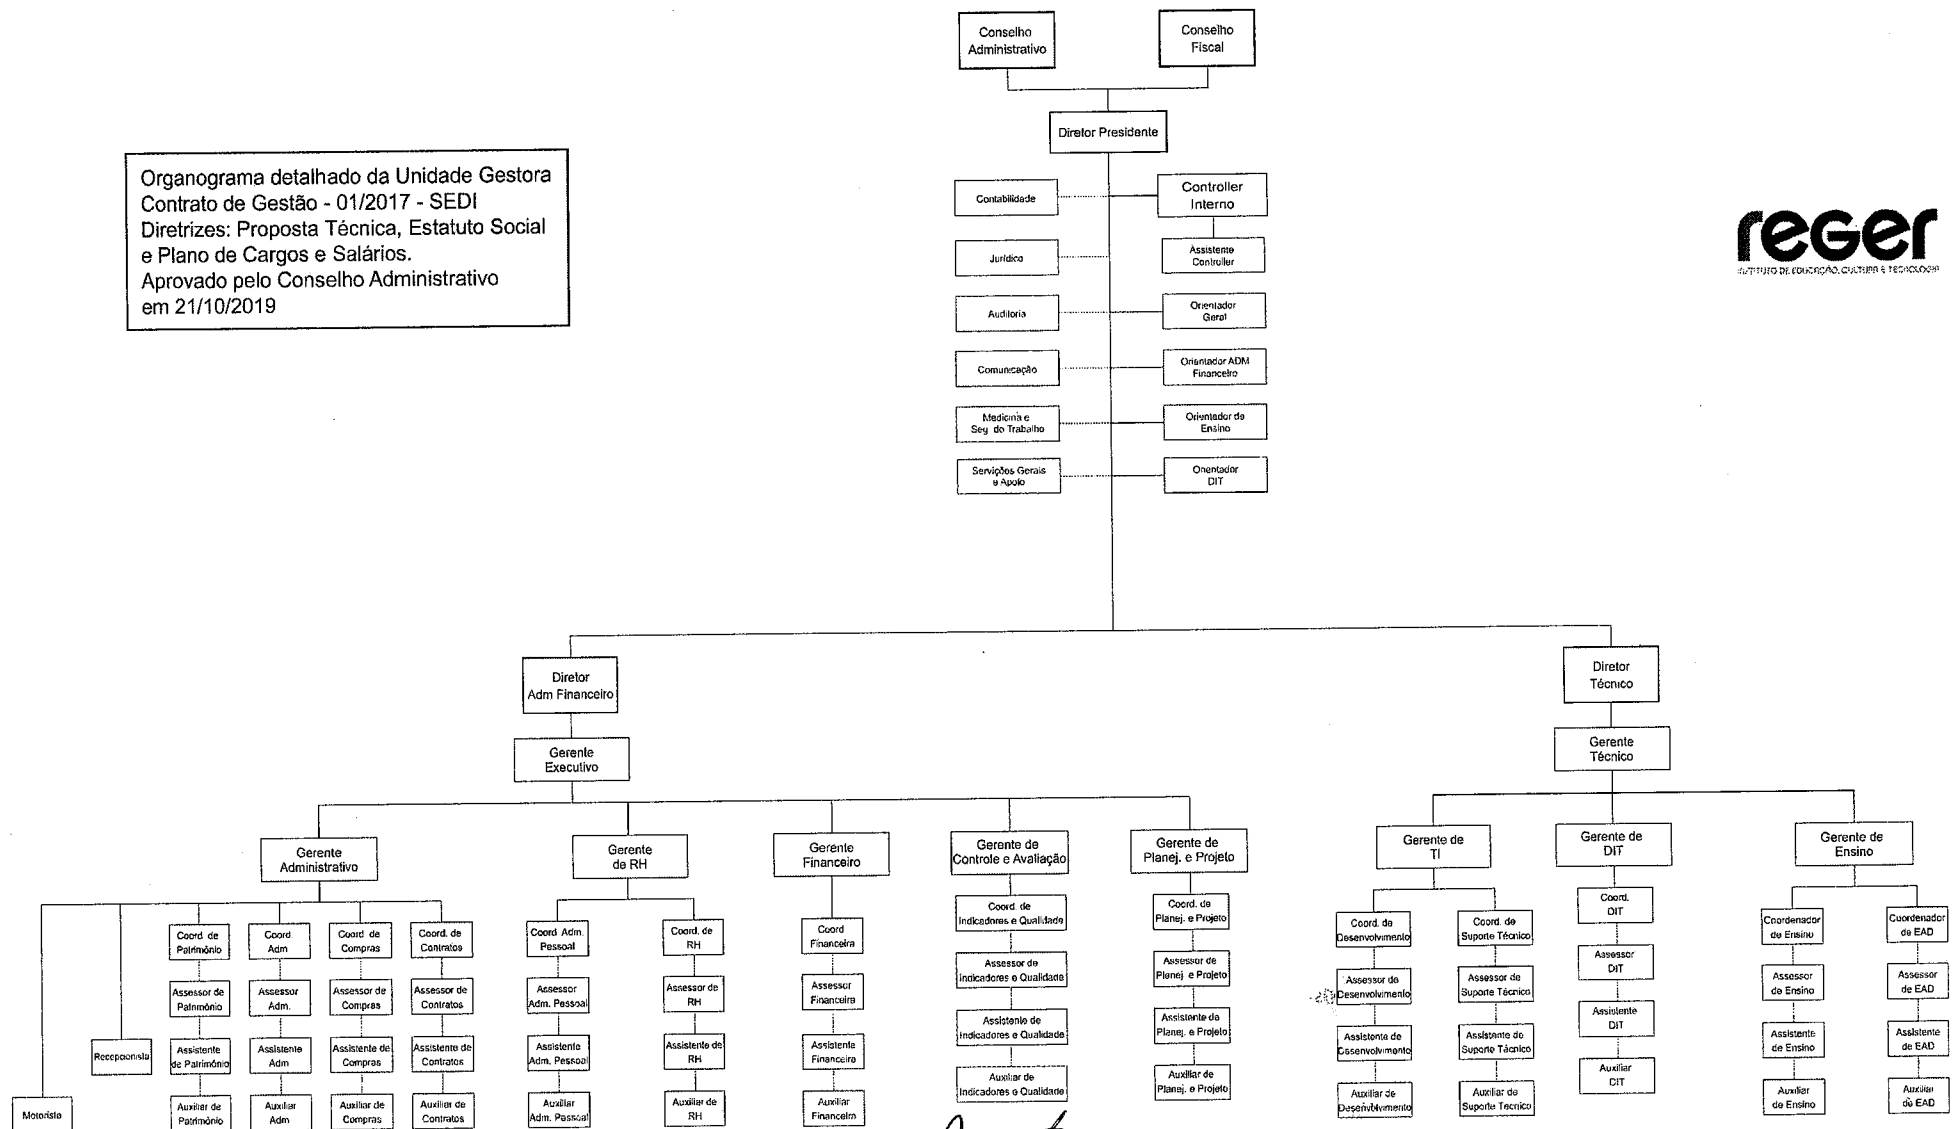 Conselho
Administrativo
Conselho
Fiscal
Diretor Presidente
Organograma detalhado da Unidade Gestora
Contrato de Gestão - 01/2017 - SEDI
Diretrizes: Proposta Técnica, Estatuto Social
e Plano de Cargos e Salários.
Aprovado pelo Conselho Administrativo
em 21/10/2019
reger
INSTITUTO DE EDUCAÇÃO, CULTURA E TECNOLOGIA
Contabilidade
Controller
Interno
Jurídico
Assistente
Controller
Auditoria
Orientador
Geral
Comunicação
Orientador ADM
Financeiro
Medicina e
Seg. do Trabalho
Orientador de
Ensino
Servições Gerais
e Apoio
Orientador
DIT
Diretor
Adm Financeiro
Diretor
Técnico
Gerente
Executivo
Gerente
Técnico
Gerente
Administrativo
Gerente
de RH
Gerente
Financeiro
Gerente de
Controle e Avaliação
Gerente de
Planej. e Projeto
Gerente de
TI
Gerente de
DIT
Gerente de
Ensino
Motorista
Recepcionista
Coord. de
Patrimônio
Assessor de
Patrimônio
Assistente
de Patrimônio
Auxiliar de
Patrimônio
Coord.
Adm
Assessor
Adm.
Assistente
Adm
Auxiliar
Adm
Coord. de
Compras
Assessor de
Compras
Assistente de
Compras
Auxiliar de
Compras
Coord. de
Contratos
Assessor de
Contratos
Assistente de
Contratos
Auxiliar de
Contratos
Coord Adm.
Pessoal
Assessor
Adm. Pessoal
Assistente
Adm. Pessoal
Auxiliar
Adm. Pessoal
Coord. de
RH
Assessor de
RH
Assistente de
RH
Auxiliar de
RH
Coord
Financeira
Assessor
Financeira
Assistente
Financeira
Auxiliar
Financeira
Coord. de
Indicadores e Qualidade
Assessor de
Indicadores e Qualidade
Assistente de
Indicadores e Qualidade
Auxiliar de
Indicadores e Qualidade
Coord. de
Planej. e Projeto
Assessor de
Planej. e Projeto
Assistente de
Planej. e Projeto
Auxiliar de
Planej. e Projeto
Coord. de
Desenvolvimento
Assessor de
Desenvolvimento
Assistente de
Desenvolvimento
Auxiliar de
Desenvolvimento
Coord. de
Suporte Técnico
Assessor de
Suporte Técnico
Assistente de
Suporte Técnico
Auxiliar de
Suporte Tecnico
Coord.
DIT
Assessor
DIT
Assistente
DIT
Auxiliar
DIT
Coordenador
de Ensino
Assessor
de Ensino
Assistente
de Ensino
Auxiliar
de Ensino
Coordenador
de EAD
Assessor
de EAD
Assistente
de EAD
Auxiliar
de EAD